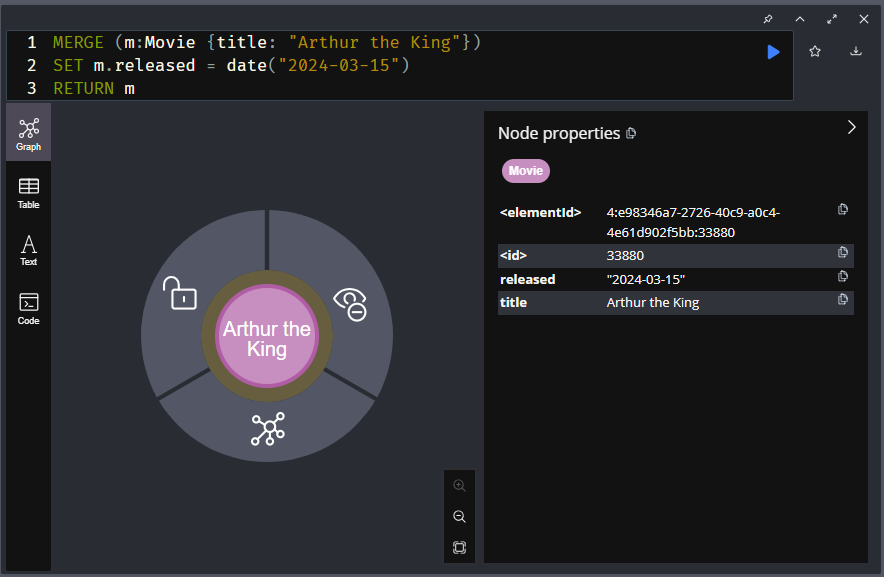 1 MERGE (m:Movie {title: "Arthur the King"})
2 SET m.released = date("2024-03-15")
3 RETURN m
Graph
Table
Text
Code
Arthur the
King
Node properties
Movie
<elementId> 4:e98346a7-2726-40c9-a0c4-
4e61d902f5bb:33880
<id> 33880
released "2024-03-15"
title Arthur the King